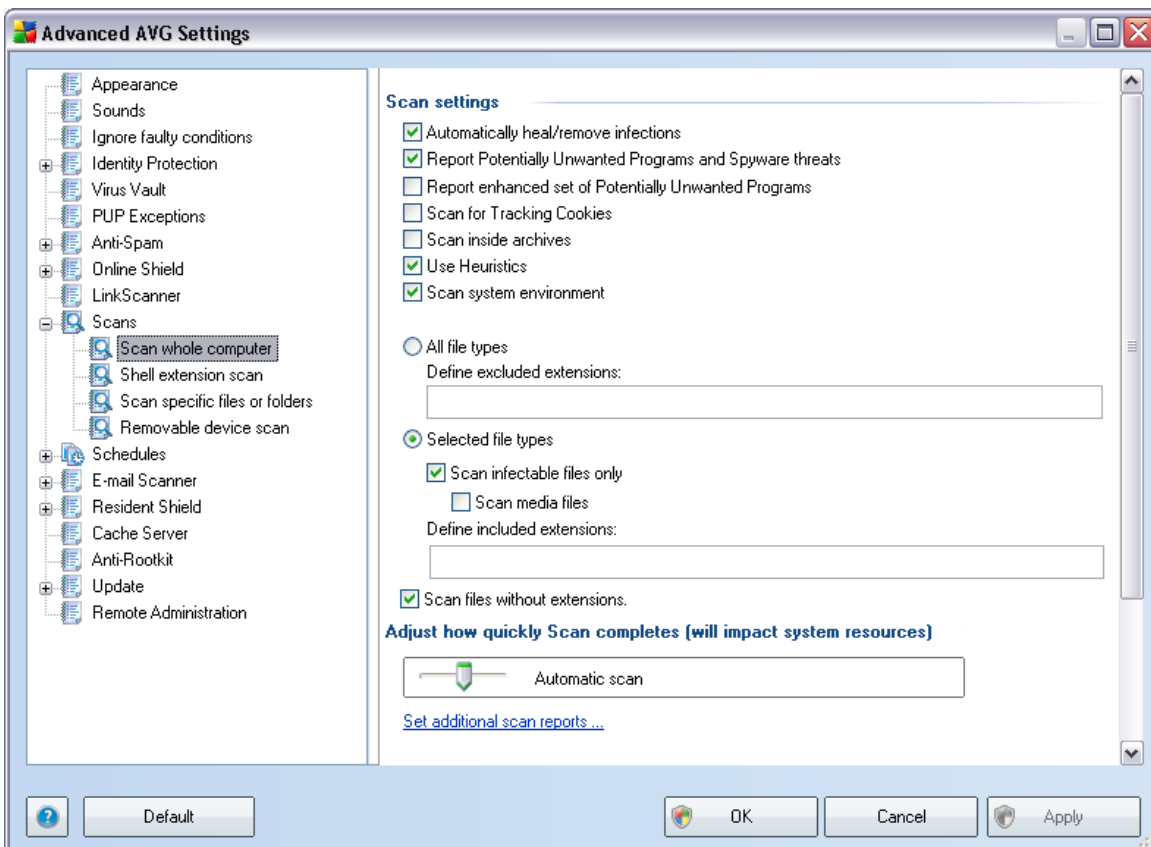 Advanced AVG Settings
Appearance
Sounds
Ignore faulty conditions
Identity Protection
Virus Vault
PUP Exceptions
Anti-Spam
Online Shield
LinkScanner
Scans
Scan whole computer
Shell extension scan
Scan specific files or folders
Removable device scan
Schedules
E-mail Scanner
Resident Shield
Cache Server
Anti-Rootkit
Update
Remote Administration
Scan settings
Automatically heal/remove infections
Report Potentially Unwanted Programs and Spyware threats
Report enhanced set of Potentially Unwanted Programs
Scan for Tracking Cookies
Scan inside archives
Use Heuristics
Scan system environment
All file types
Define excluded extensions:
Selected file types
Scan infectable files only
Scan media files
Define included extensions:
Scan files without extensions.
Adjust how quickly Scan completes (will impact system resources)
Automatic scan
Set additional scan reports ...
Default
OK
Cancel
Apply